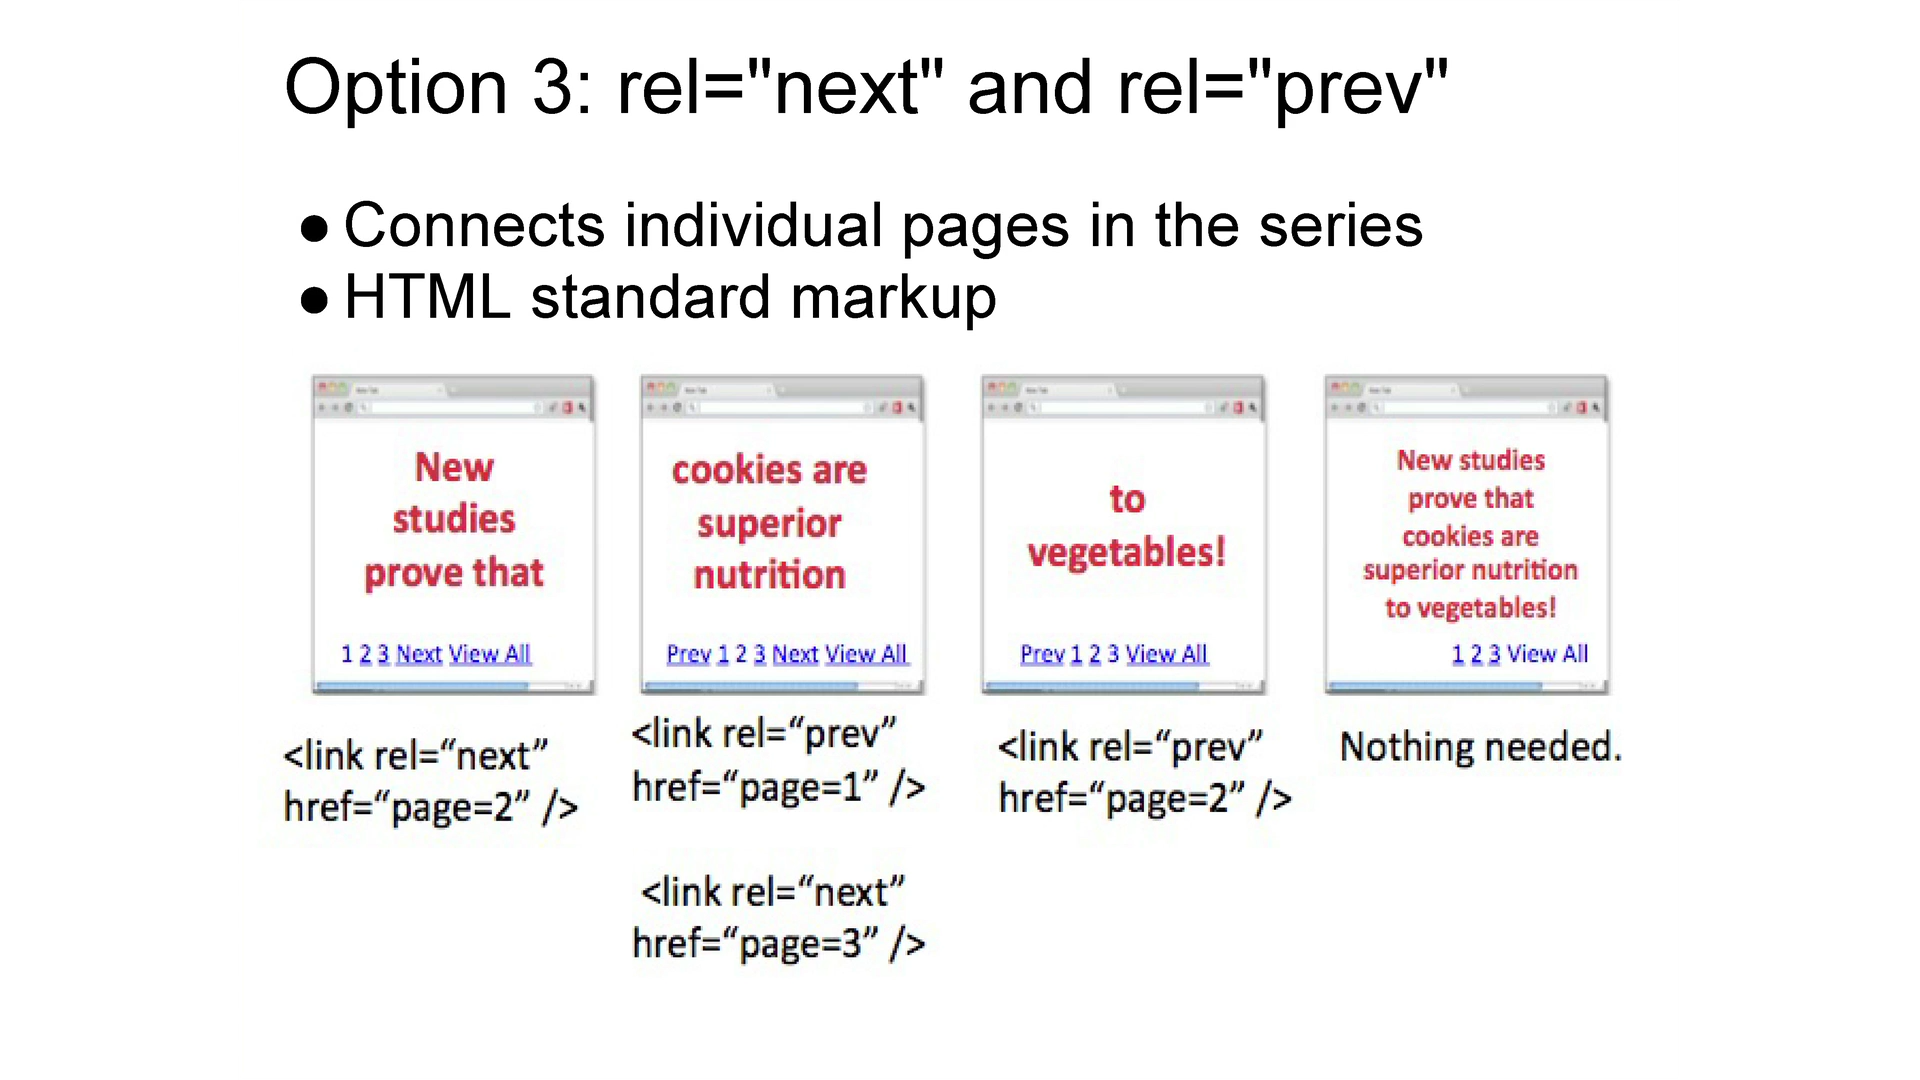 Option 3: rel="next" and rel="prev"
● Connects individual pages in the series
● HTML standard markup
New
studies
prove that
1 2 3 Next View All
<link rel=“next”
href=“page=2” />
cookies are
superior
nutrition
Prev 1 2 3 Next View All
<link rel=“prev”
href=“page=1” />
<link rel=“next”
href=“page=3” />
to
vegetables!
Prev 1 2 3 View All
<link rel=“prev”
href=“page=2” />
New studies
prove that
cookies are
superior nutrition
to vegetables!
1 2 3 View All
Nothing needed.